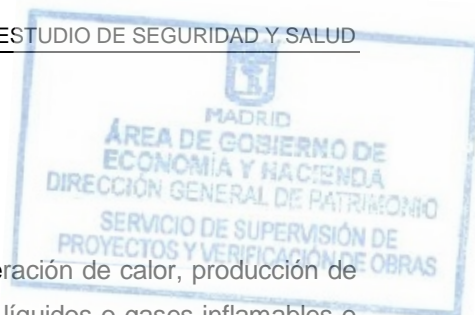 ESTUDIO DE SEGURIDAD Y SALUD
MADRID
ÁREA DE GOBIERNO DE
ECONOMÍA Y HACIENDA
DIRECCIÓN GENERAL DE PATRIMONIO
SERVICIO DE SUPERVISIÓN DE
PROYECTOS Y VERIFICACIÓN DE OBRAS
eración de calor, producción de
líquidos o gases inflamables o